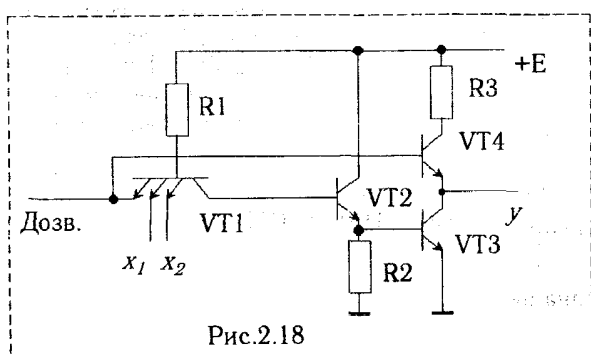 +E
R1
R3
VT4
Дозв.
VT1
VT2
y
x₁ x₂
R2
VT3
Рис.2.18